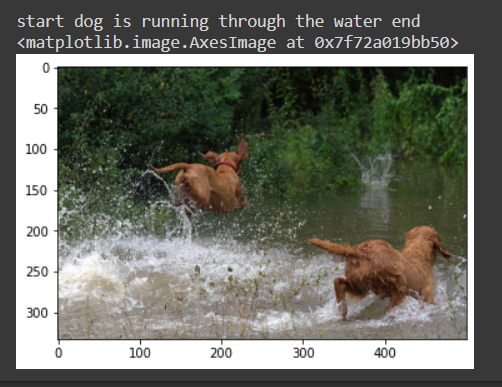 start dog is running through the water end
<matplotlib.image.AxesImage at 0x7f72a019bb50>
0
50
100
150
200
250
300
0 100 200 300 400